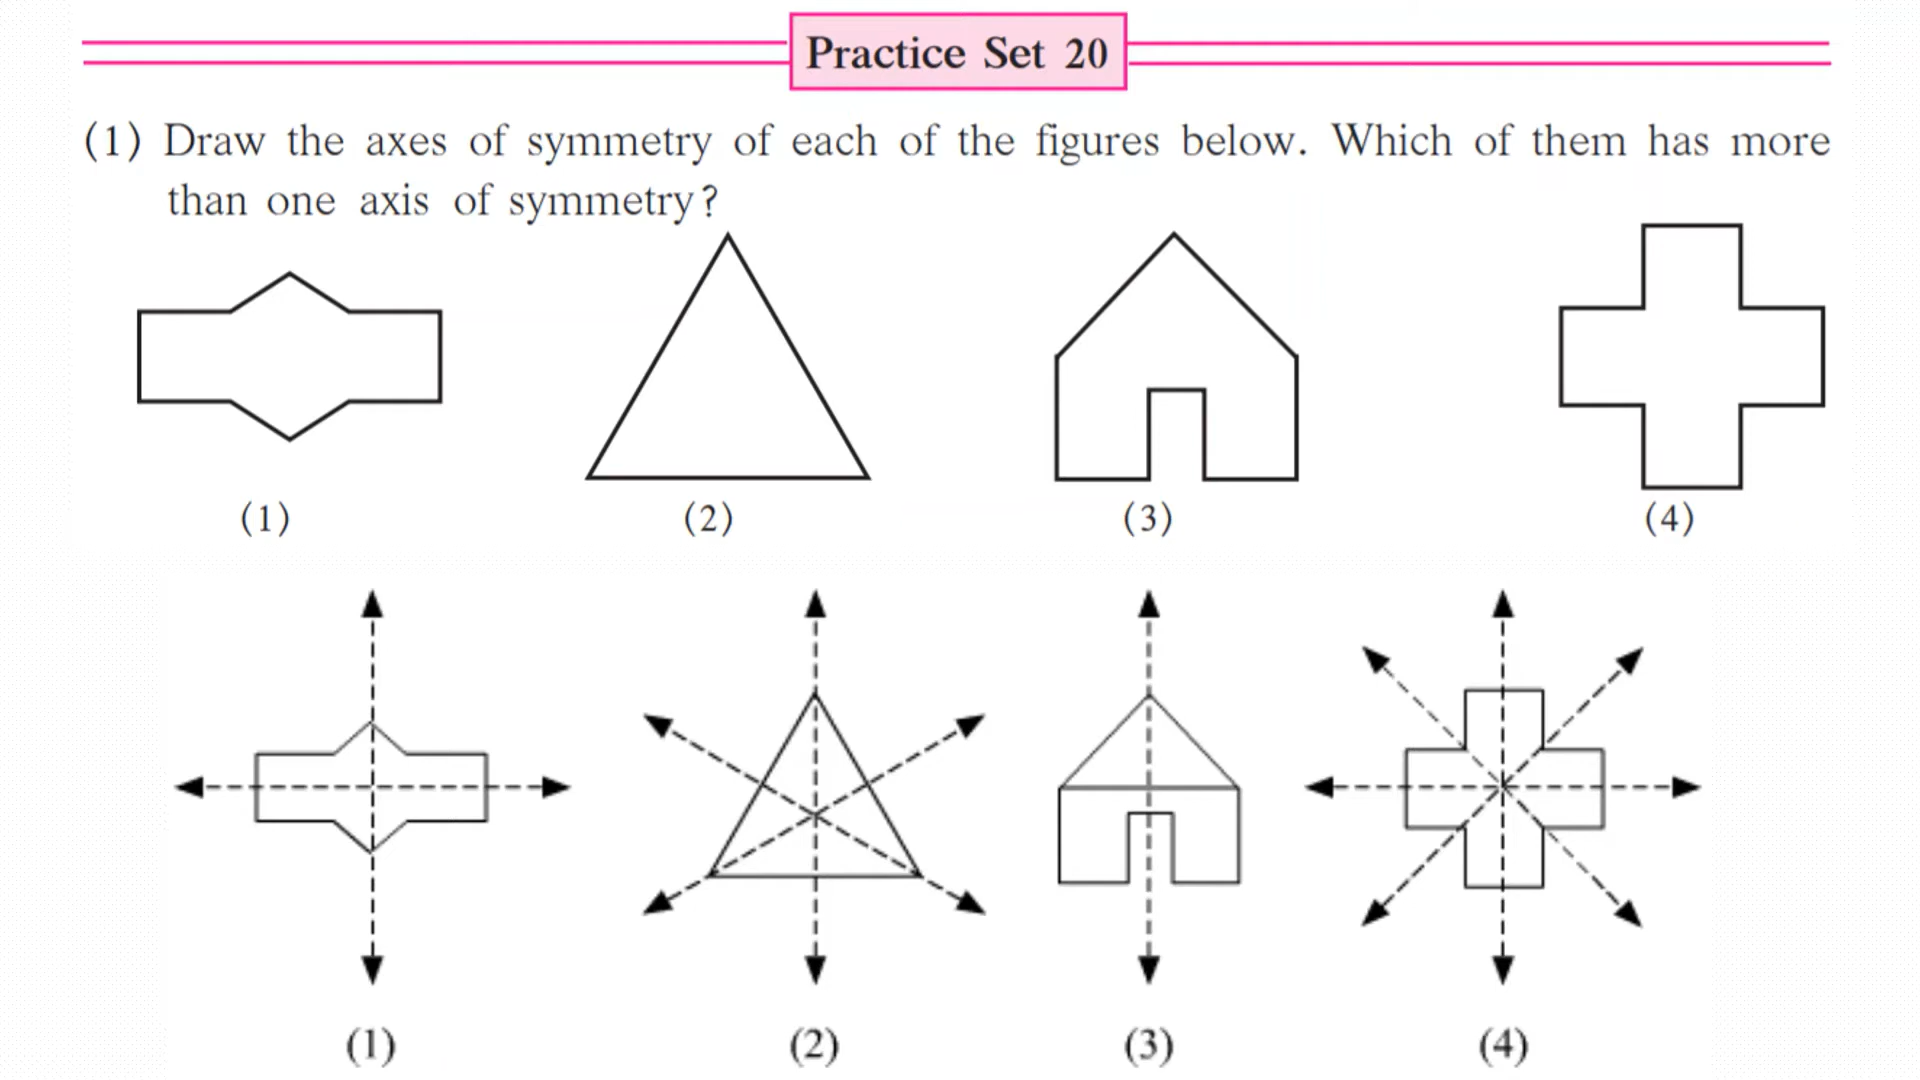 Practice Set 20
(1) Draw the axes of symmetry of each of the figures below. Which of them has more
than one axis of symmetry?
(1) (2) (3) (4)
(1) (2) (3) (4)